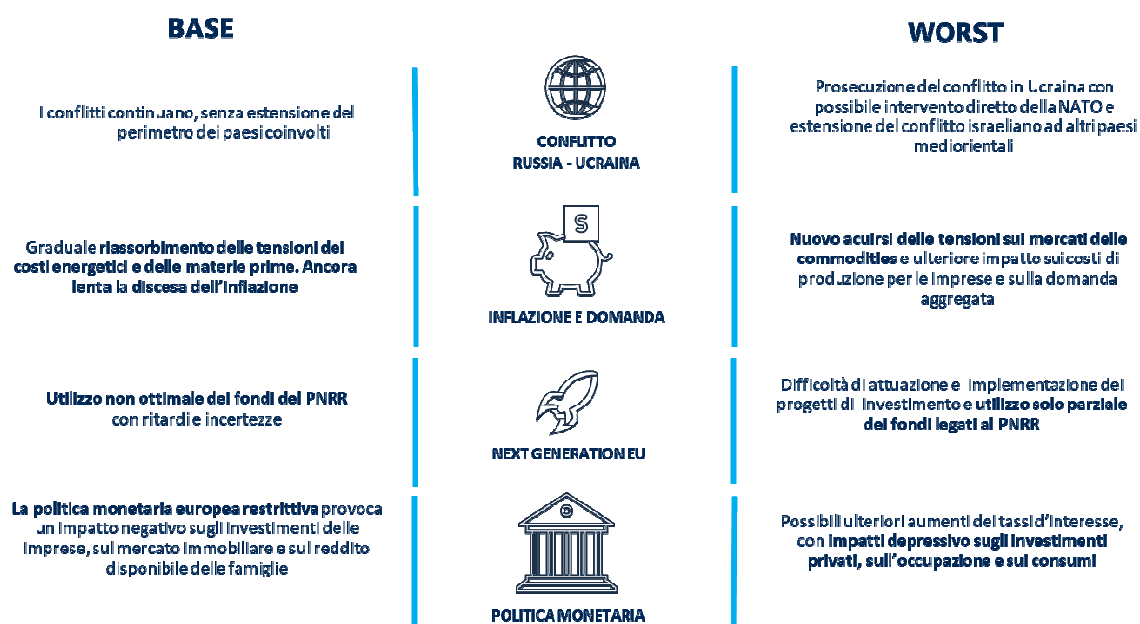 BASE
WORST
I conflitti continuano, senza estensione del
perimetro dei paesi coinvolti
CONFLITTO
RUSSIA - UCRAINA
Prosecuzione del conflitto in Ucraina con
possibile intervento diretto della NATO e
estensione del conflitto israeliano ad altri paesi
mediorientali
Graduale riassorbimento delle tensioni dei
costi energetici e delle materie prime. Ancora
lenta la discesa dell'inflazione
S
INFLAZIONE E DOMANDA
Nuovo acuirsi delle tensioni sui mercati delle
commodities e ulteriore impatto sui costi di
produzione per le imprese e sulla domanda
aggregata
Utilizzo non ottimale dei fondi del PNRR
con ritardi e incertezze
NEXT GENERATION EU
Difficoltà di attuazione e implementazione dei
progetti di investimento e utilizzo solo parziale
dei fondi legati al PNRR
La politica monetaria europea restrittiva provoca
un impatto negativo sugli investimenti delle
imprese, sul mercato immobiliare e sul reddito
disponibile delle famiglie
POLITICA MONETARIA
Possibili ulteriori aumenti dei tassi d'interesse,
con impatti depressivo sugli investimenti
privati, sull'occupazione e sui consumi